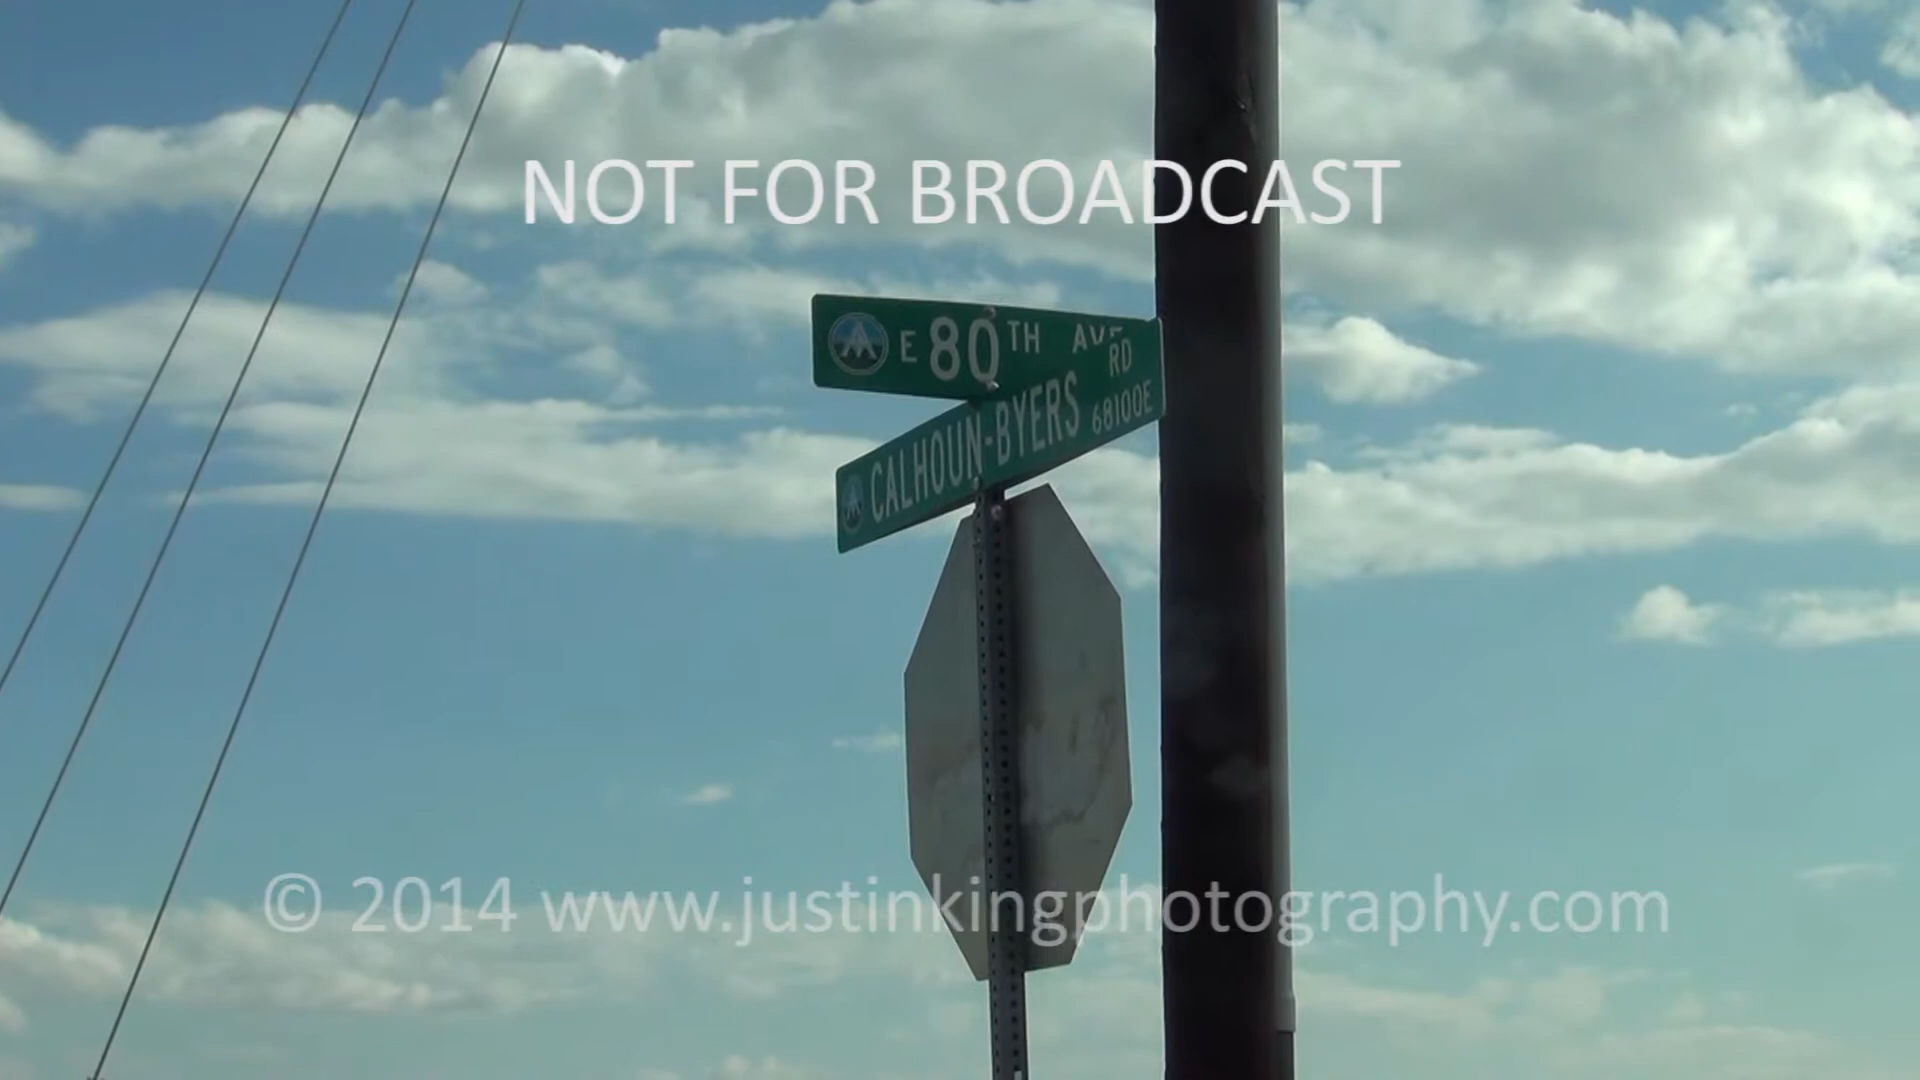 NOT FOR BROADCAST
E 80TH AVE
CALHOUN-BYERS RD
68100E
© 2014 www.justinkingphotography.com